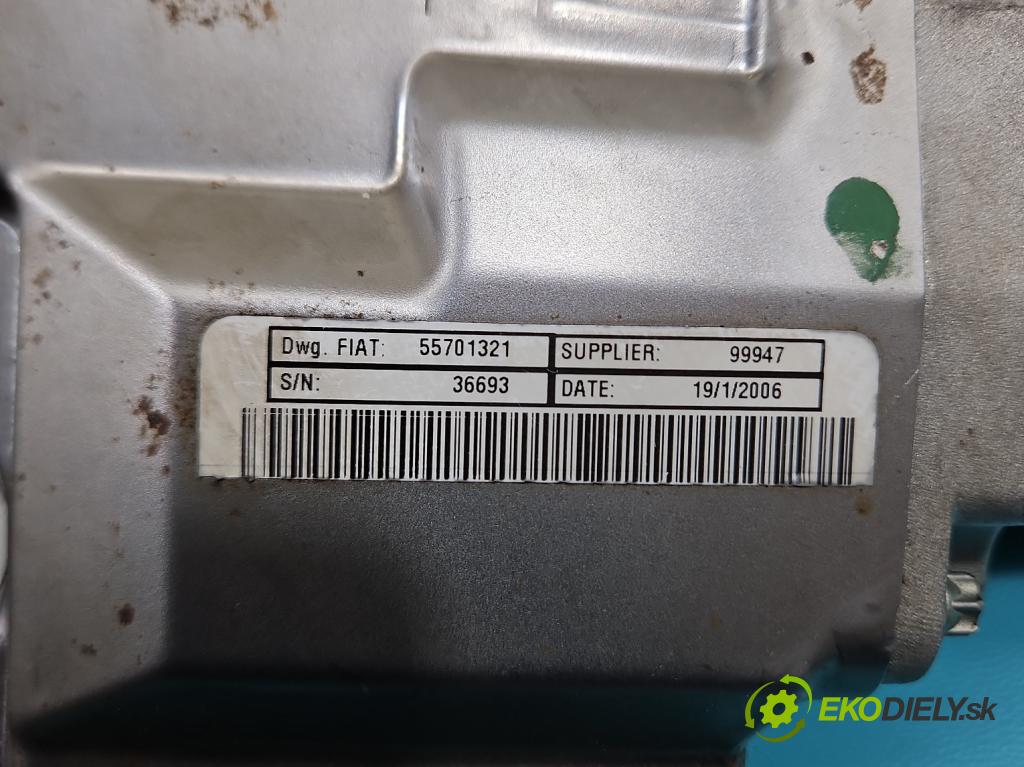 Dwg. FIAT: 55701321 SUPPLIER: 99947
S/N: 36693 DATE: 19/1/2006
EKODIELY.sk